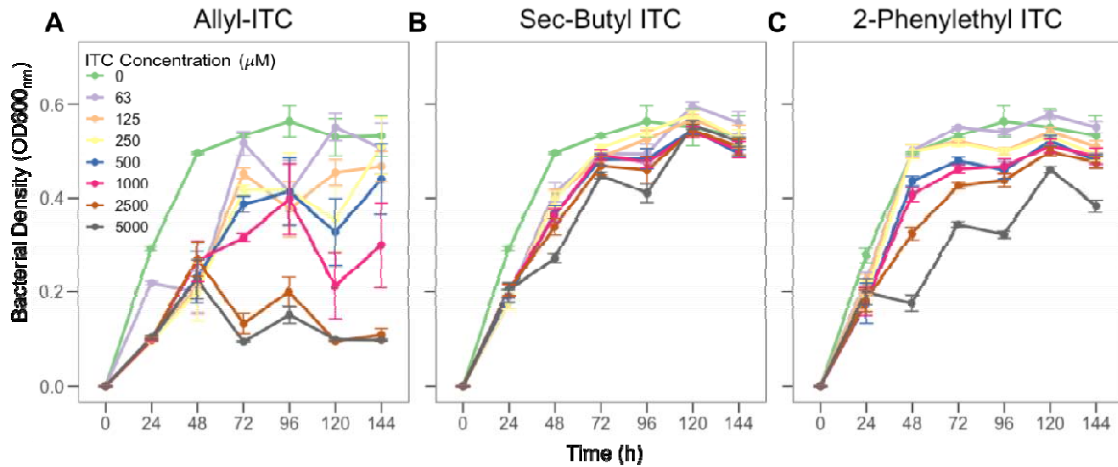 A Allyl-ITC
B Sec-Butyl ITC
C 2-Phenylethyl ITC
Bacterial Density (OD600nm)
ITC Concentration (μM)
0
63
125
250
500
1000
2500
5000
0.6
0.4
0.2
0.0
0 24 48 72 96 120 144
0 24 48 72 96 120 144
0 24 48 72 96 120 144
Time (h)